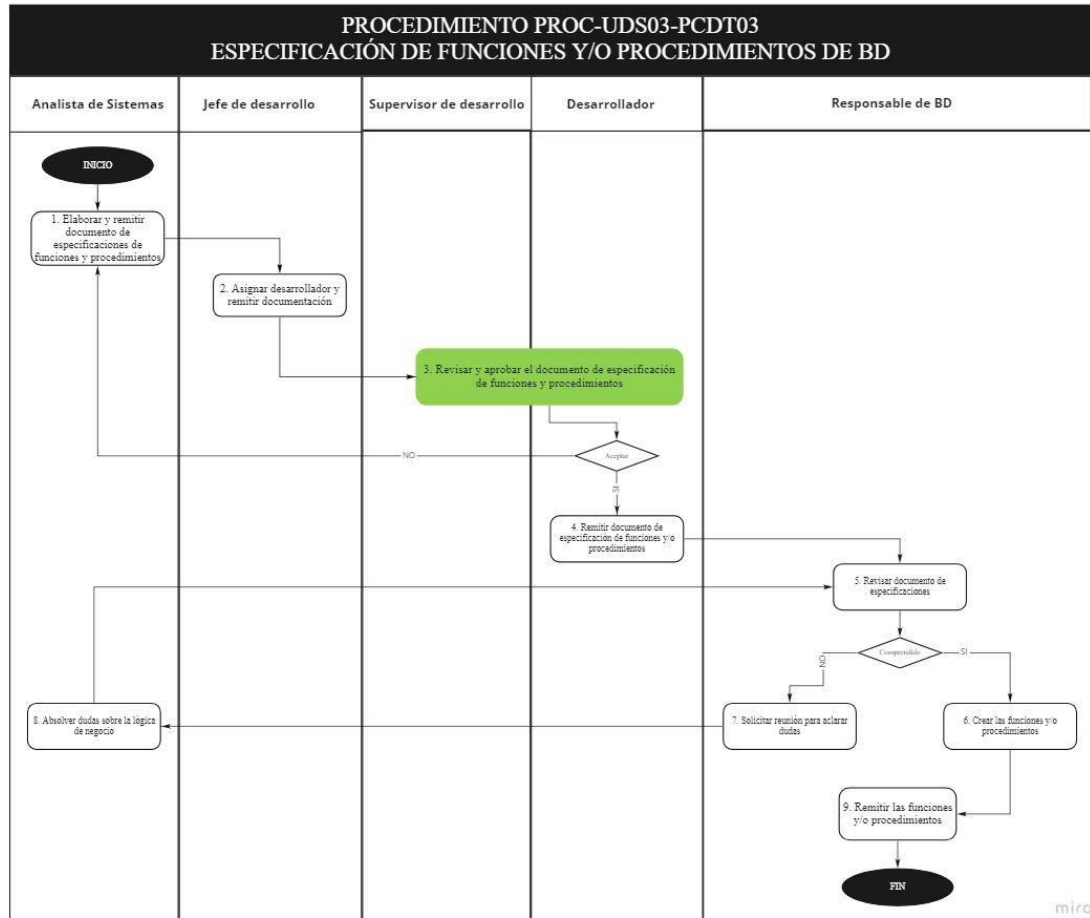 PROCEDIMIENTO PROC-UDS03-PCDT03
ESPECIFICACIÓN DE FUNCIONES Y/O PROCEDIMIENTOS DE BD
Analista de Sistemas
Jefe de desarrollo
Supervisor de desarrollo
Desarrollador
Responsable de BD
INICIO
1. Elaborar y remitir
documento de
especificaciones de
funciones y procedimientos
2. Asignar desarrollador y
remitir documentación
3. Revisar y aprobar el documento de especificación
de funciones y procedimientos
Aceptar
NO
SI
4. Remitir documento de
especificación de funciones y/o
procedimientos
5. Revisar documento de
especificaciones
Comprendido
NO
SI
8. Absolver dudas sobre la lógica
de negocio
7. Solicitar reunión para aclarar
dudas
6. Crear las funciones y/o
procedimientos
9. Remitir las funciones
y/o procedimientos
FIN
miro